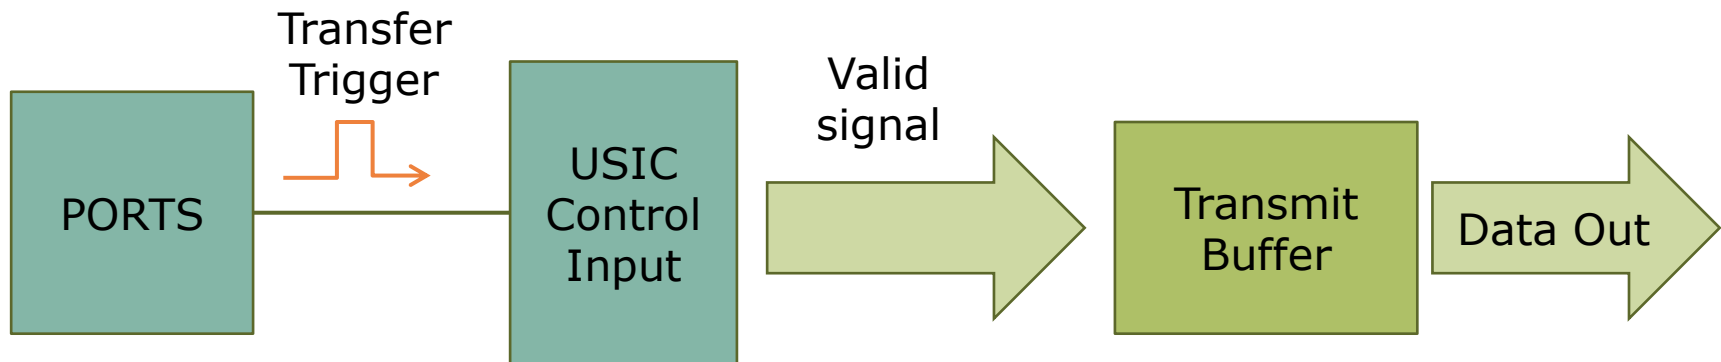 PORTS
Transfer
Trigger
USIC
Control
Input
Valid
signal
Transmit
Buffer
Data Out